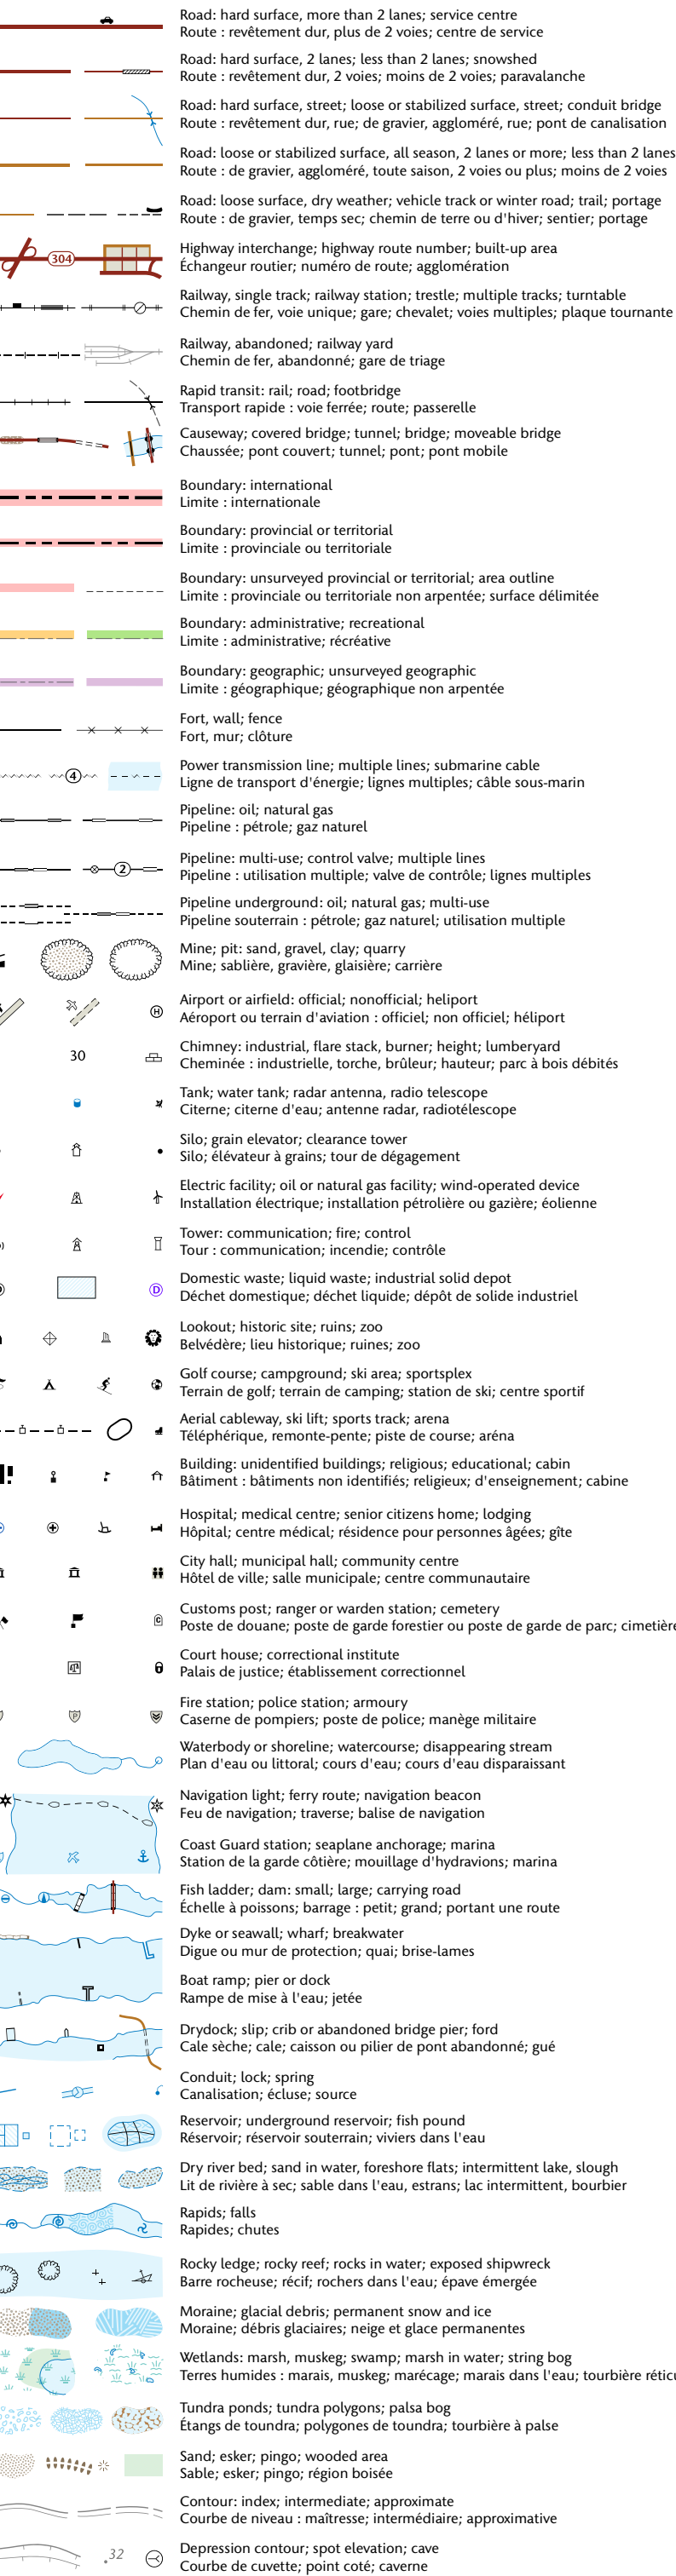 Road: hard surface, more than 2 lanes; service centre
Route : revêtement dur, plus de 2 voies; centre de service
Road: hard surface, 2 lanes; less than 2 lanes; snowshed
Route : revêtement dur, 2 voies; moins de 2 voies; paravalanche
Road: hard surface, street; loose or stabilized surface, street; conduit bridge
Route : revêtement dur, rue; de gravier, aggloméré, rue; pont de canalisation
Road: loose or stabilized surface, all season, 2 lanes or more; less than 2 lanes
Route : de gravier, aggloméré, toute saison, 2 voies ou plus; moins de 2 voies
Road: loose surface, dry weather; vehicle track or winter road; trail; portage
Route : de gravier, temps sec; chemin de terre ou d'hiver; sentier; portage
304
Highway interchange; highway route number; built-up area
Échangeur routier; numéro de route; agglomération
Railway, single track; railway station; trestle; multiple tracks; turntable
Chemin de fer, voie unique; gare; chevalet; voies multiples; plaque tournante
Railway, abandoned; railway yard
Chemin de fer, abandonné; gare de triage
Rapid transit: rail; road; footbridge
Transport rapide : voie ferrée; route; passerelle
Causeway; covered bridge; tunnel; bridge; moveable bridge
Chaussée; pont couvert; tunnel; pont; pont mobile
Boundary: international
Limite : internationale
Boundary: provincial or territorial
Limite : provinciale ou territoriale
Boundary: unsurveyed provincial or territorial; area outline
Limite : provinciale ou territoriale non arpentée; surface délimitée
Boundary: administrative; recreational
Limite : administrative; récréative
Boundary: geographic; unsurveyed geographic
Limite : géographique; géographique non arpentée
Fort, wall; fence
Fort, mur; clôture
4
Power transmission line; multiple lines; submarine cable
Ligne de transport d'énergie; lignes multiples; câble sous-marin
Pipeline: oil; natural gas
Pipeline : pétrole; gaz naturel
2
Pipeline: multi-use; control valve; multiple lines
Pipeline : utilisation multiple; valve de contrôle; lignes multiples
Pipeline underground: oil; natural gas; multi-use
Pipeline souterrain : pétrole; gaz naturel; utilisation multiple
Mine; pit: sand, gravel, clay; quarry
Mine; sablière, gravière, glaisière; carrière
H
Airport or airfield: official; nonofficial; heliport
Aéroport ou terrain d'aviation : officiel; non officiel; héliport
30
Chimney: industrial, flare stack, burner; height; lumberyard
Cheminée : industrielle, torche, brûleur; hauteur; parc à bois débités
Tank; water tank; radar antenna, radio telescope
Citerne; citerne d'eau; antenne radar, radiotélescope
Silo; grain elevator; clearance tower
Silo; élévateur à grains; tour de dégagement
Electric facility; oil or natural gas facility; wind-operated device
Installation électrique; installation pétrolière ou gazière; éolienne
Tower: communication; fire; control
Tour : communication; incendie; contrôle
D
Domestic waste; liquid waste; industrial solid depot
Déchet domestique; déchet liquide; dépôt de solide industriel
Lookout; historic site; ruins; zoo
Belvédère; lieu historique; ruines; zoo
Golf course; campground; ski area; sportsplex
Terrain de golf; terrain de camping; station de ski; centre sportif
Aerial cableway, ski lift; sports track; arena
Téléphérique, remonte-pente; piste de course; aréna
Building: unidentified buildings; religious; educational; cabin
Bâtiment : bâtiments non identifiés; religieux; d'enseignement; cabine
Hospital; medical centre; senior citizens home; lodging
Hôpital; centre médical; résidence pour personnes âgées; gîte
City hall; municipal hall; community centre
Hôtel de ville; salle municipale; centre communautaire
C
Customs post; ranger or warden station; cemetery
Poste de douane; poste de garde forestier ou poste de garde de parc; cimetière
Court house; correctional institute
Palais de justice; établissement correctionnel
P
Fire station; police station; armoury
Caserne de pompiers; poste de police; manège militaire
Waterbody or shoreline; watercourse; disappearing stream
Plan d'eau ou littoral; cours d'eau; cours d'eau disparaissant
Navigation light; ferry route; navigation beacon
Feu de navigation; traverse; balise de navigation
Coast Guard station; seaplane anchorage; marina
Station de la garde côtière; mouillage d'hydravions; marina
Fish ladder; dam: small; large; carrying road
Échelle à poissons; barrage : petit; grand; portant une route
Dyke or seawall; wharf; breakwater
Digue ou mur de protection; quai; brise-lames
Boat ramp; pier or dock
Rampe de mise à l'eau; jetée
Drydock; slip; crib or abandoned bridge pier; ford
Cale sèche; cale; caisson ou pilier de pont abandonné; gué
Conduit; lock; spring
Canalisation; écluse; source
Reservoir; underground reservoir; fish pound
Réservoir; réservoir souterrain; viviers dans l'eau
Dry river bed; sand in water, foreshore flats; intermittent lake, slough
Lit de rivière à sec; sable dans l'eau, estrans; lac intermittent, bourbier
Rapids; falls
Rapides; chutes
Rocky ledge; rocky reef; rocks in water; exposed shipwreck
Barre rocheuse; récif; rochers dans l'eau; épave émergée
Moraine; glacial debris; permanent snow and ice
Moraine; débris glaciaires; neige et glace permanentes
Wetlands: marsh, muskeg; swamp; marsh in water; string bog
Terres humides : marais, muskeg; marécage; marais dans l'eau; tourbière
Tundra ponds; tundra polygons; palsa bog
Étangs de toundra; polygones de toundra; tourbière à palse
Sand; esker; pingo; wooded area
Sable; esker; pingo; région boisée
Contour: index; intermediate; approximate
Courbe de niveau : maîtresse; intermédiaire; approximative
.32
Depression contour; spot elevation; cave
Courbe de cuvette; point coté; caverne